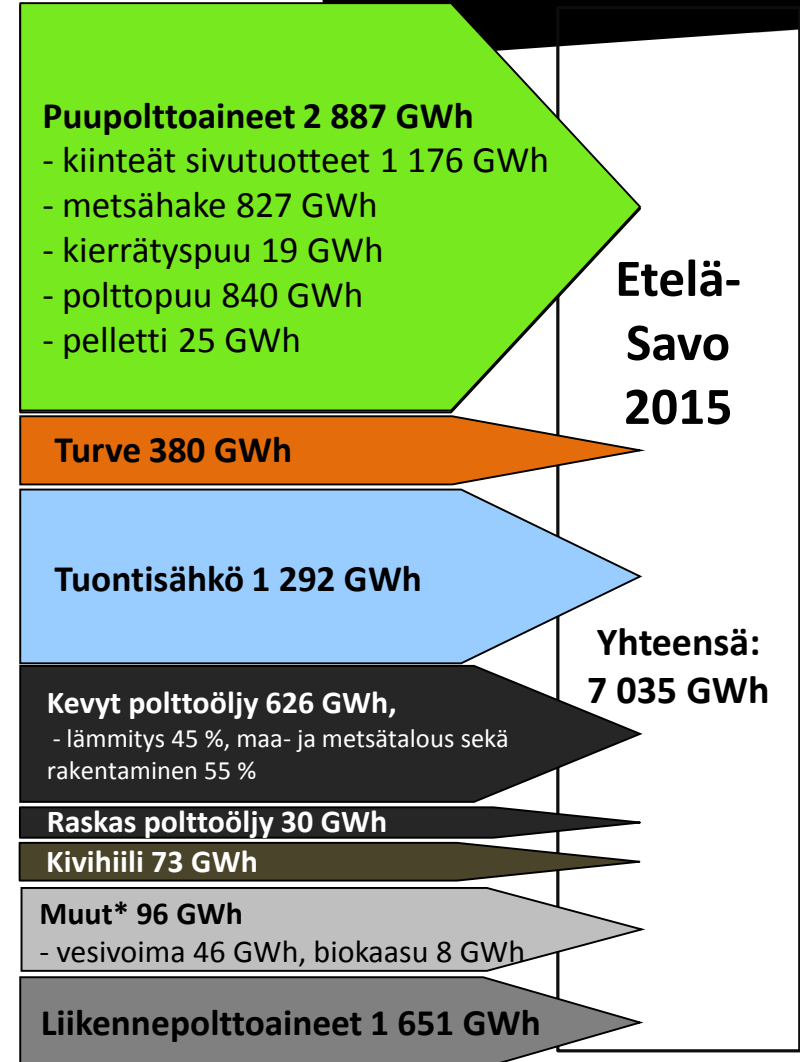 Puupolttoaineet 2 887 GWh
- kiinteät sivutuotteet 1 176 GWh
- metsähake 827 GWh
- kierrätyspuu 19 GWh
- polttopuu 840 GWh
- pelletti 25 GWh
Turve 380 GWh
Tuontisähkö 1 292 GWh
Kevyt polttoöljy 626 GWh,
- lämmitys 45 %, maa- ja metsätalous sekä
rakentaminen 55 %
Raskas polttoöljy 30 GWh
Kivihiili 73 GWh
Muut* 96 GWh
- vesivoima 46 GWh, biokaasu 8 GWh
Liikennepolttoaineet 1 651 GWh
Etelä-
Savo
2015
Yhteensä:
7 035 GWh